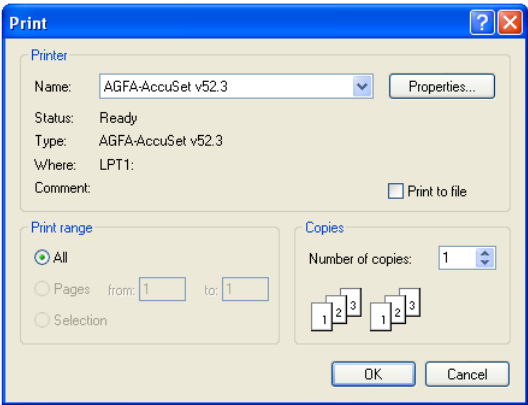 Print
Printer
Name: AGFA-AccuSet v52.3 Properties...
Status: Ready
Type: AGFA-AccuSet v52.3
Where: LPT1:
Comment: Print to file
Print range
All
Pages from: 1 to: 1
Selection
Copies
Number of copies: 1
1 2 3 1 2 3
OK Cancel